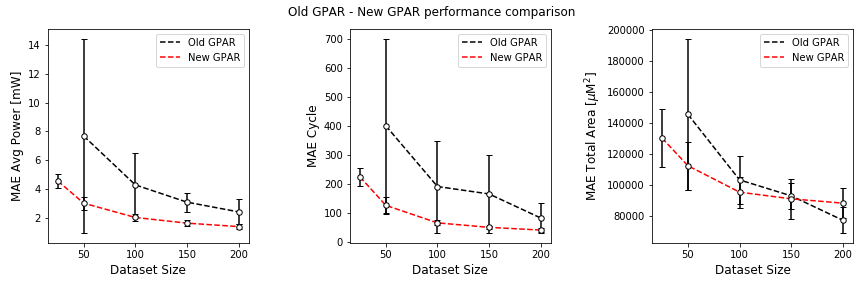 Old GPAR - New GPAR performance comparison
MAE Avg Power [mW]
14
12
10
8
6
4
2
50
100
150
200
Dataset Size
Old GPAR
New GPAR
MAE Cycle
700
600
500
400
300
200
100
0
50
100
150
200
Dataset Size
Old GPAR
New GPAR
MAE Total Area [μM²]
200000
180000
160000
140000
120000
100000
80000
50
100
150
200
Dataset Size
Old GPAR
New GPAR